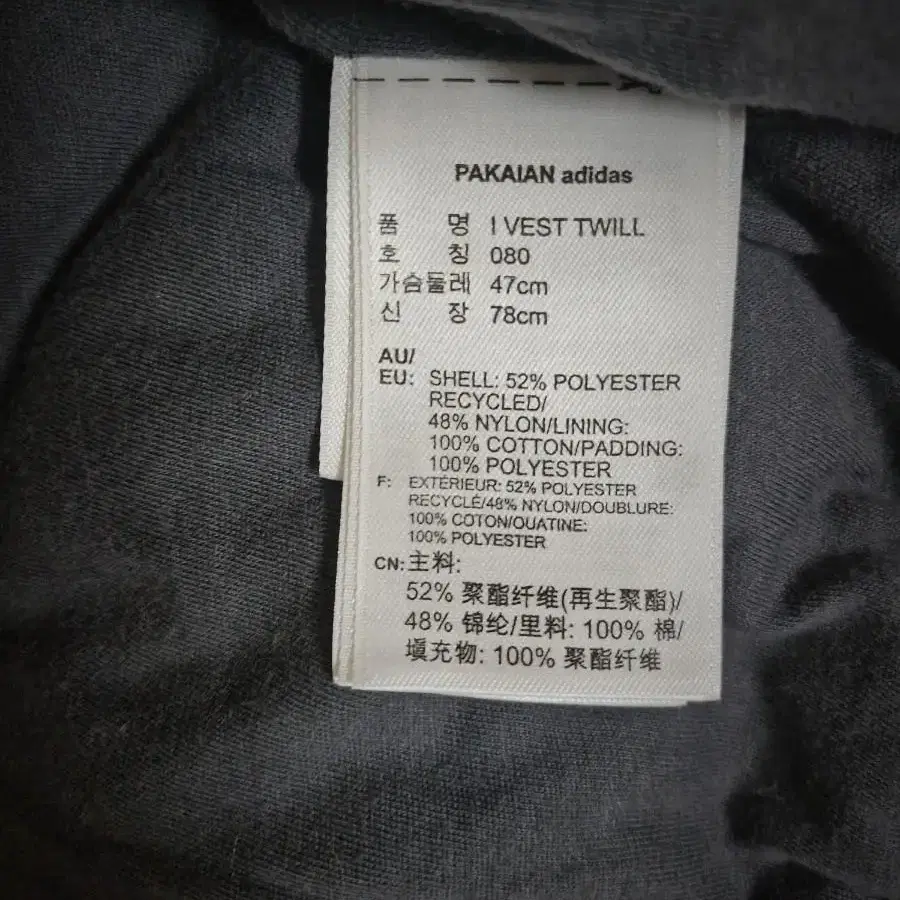 PAKAIAN adidas
품 명 I VEST TWILL
호 칭 080
가슴둘레 47cm
신 장 78cm
AU/
EU: SHELL: 52% POLYESTER
RECYCLED/
48% NYLON/LINING:
100% COTTON/PADDING:
100% POLYESTER
F: EXTÉRIEUR: 52% POLYESTER
RECYCLÉ/48% NYLON/DOUBLURE:
100% COTON/OUATINE:
100% POLYESTER
CN: 主料:
52% 聚酯纤维(再生聚酯)/
48% 锦纶/里料: 100% 棉/
填充物: 100% 聚酯纤维